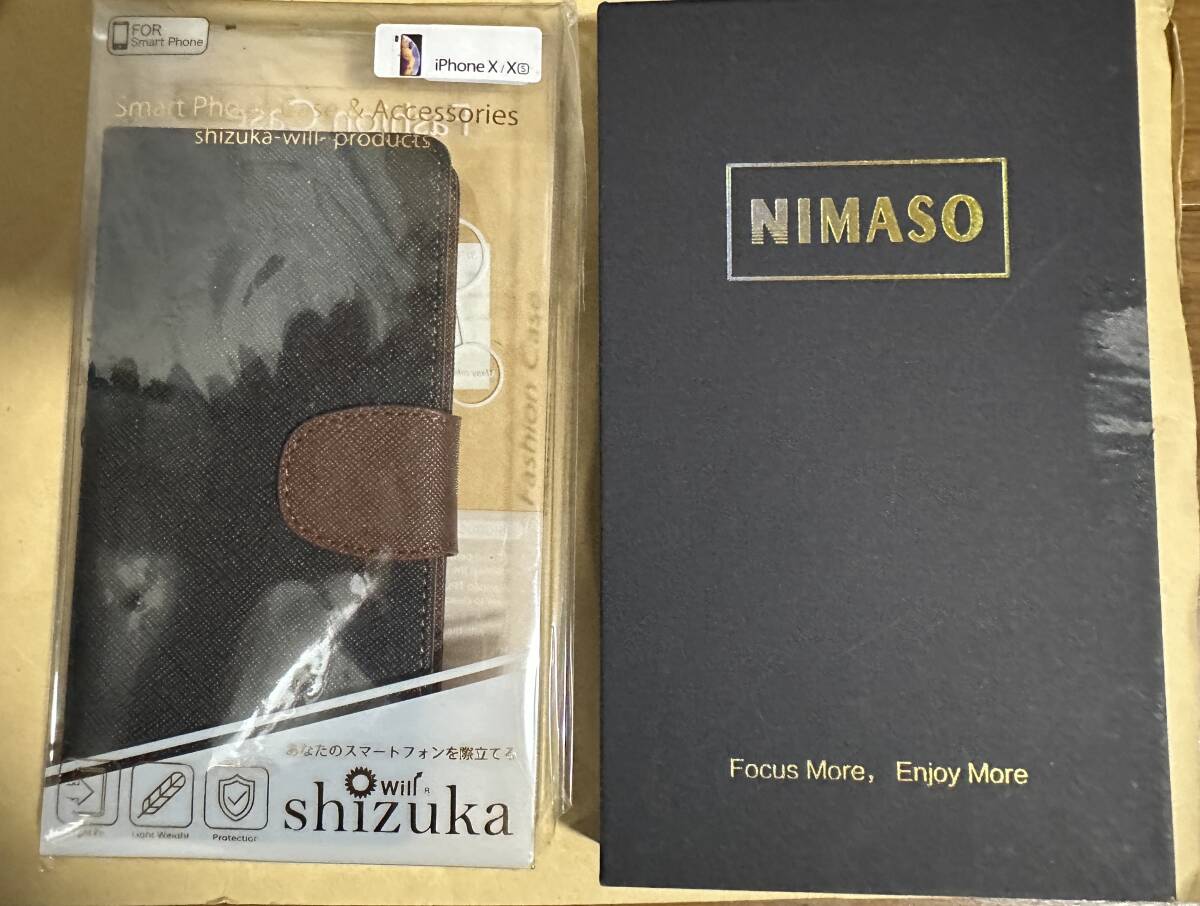 FOR
Smart Phone
iPhone X/XS
Smart Pho & Accessories
shizuka-will- products
Fashion Case
Fashion Case
あなたのスマートフォンを際立てる
will R
shizuka
Light Weight
Protection
NIMASO
Focus More, Enjoy More